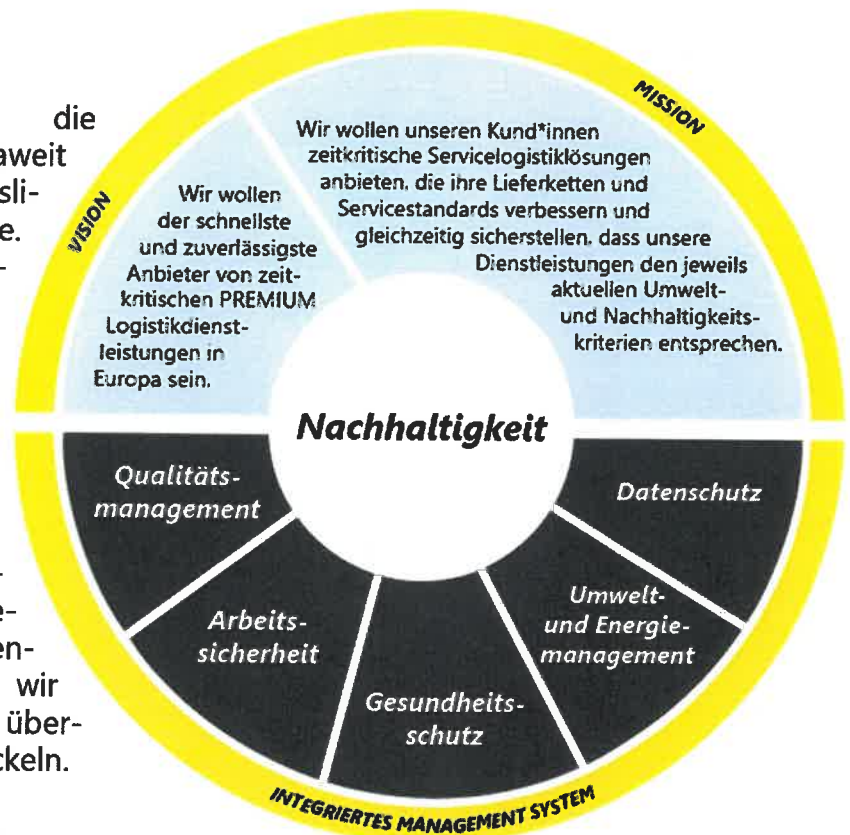 die
aweit
sli-
e.
-
-
e-
en-
wir
über-
ckeln.
VISION
Wir wollen
der schnellste
und zuverlässigste
Anbieter von zeit-
kritischen PREMIUM
Logistikdienst-
leistungen in
Europa sein.
MISSION
Wir wollen unseren Kund*innen
zeitkritische Servicelogistiklösungen
anbieten, die ihre Lieferketten und
Servicestandards verbessern und
gleichzeitig sicherstellen, dass unsere
Dienstleistungen den jeweils
aktuellen Umwelt-
und Nachhaltigkeits-
kriterien entsprechen.
Nachhaltigkeit
Qualitäts-
management
Arbeits-
sicherheit
Gesundheits-
schutz
Umwelt-
und Energie-
management
Datenschutz
INTEGRIERTES MANAGEMENT SYSTEM